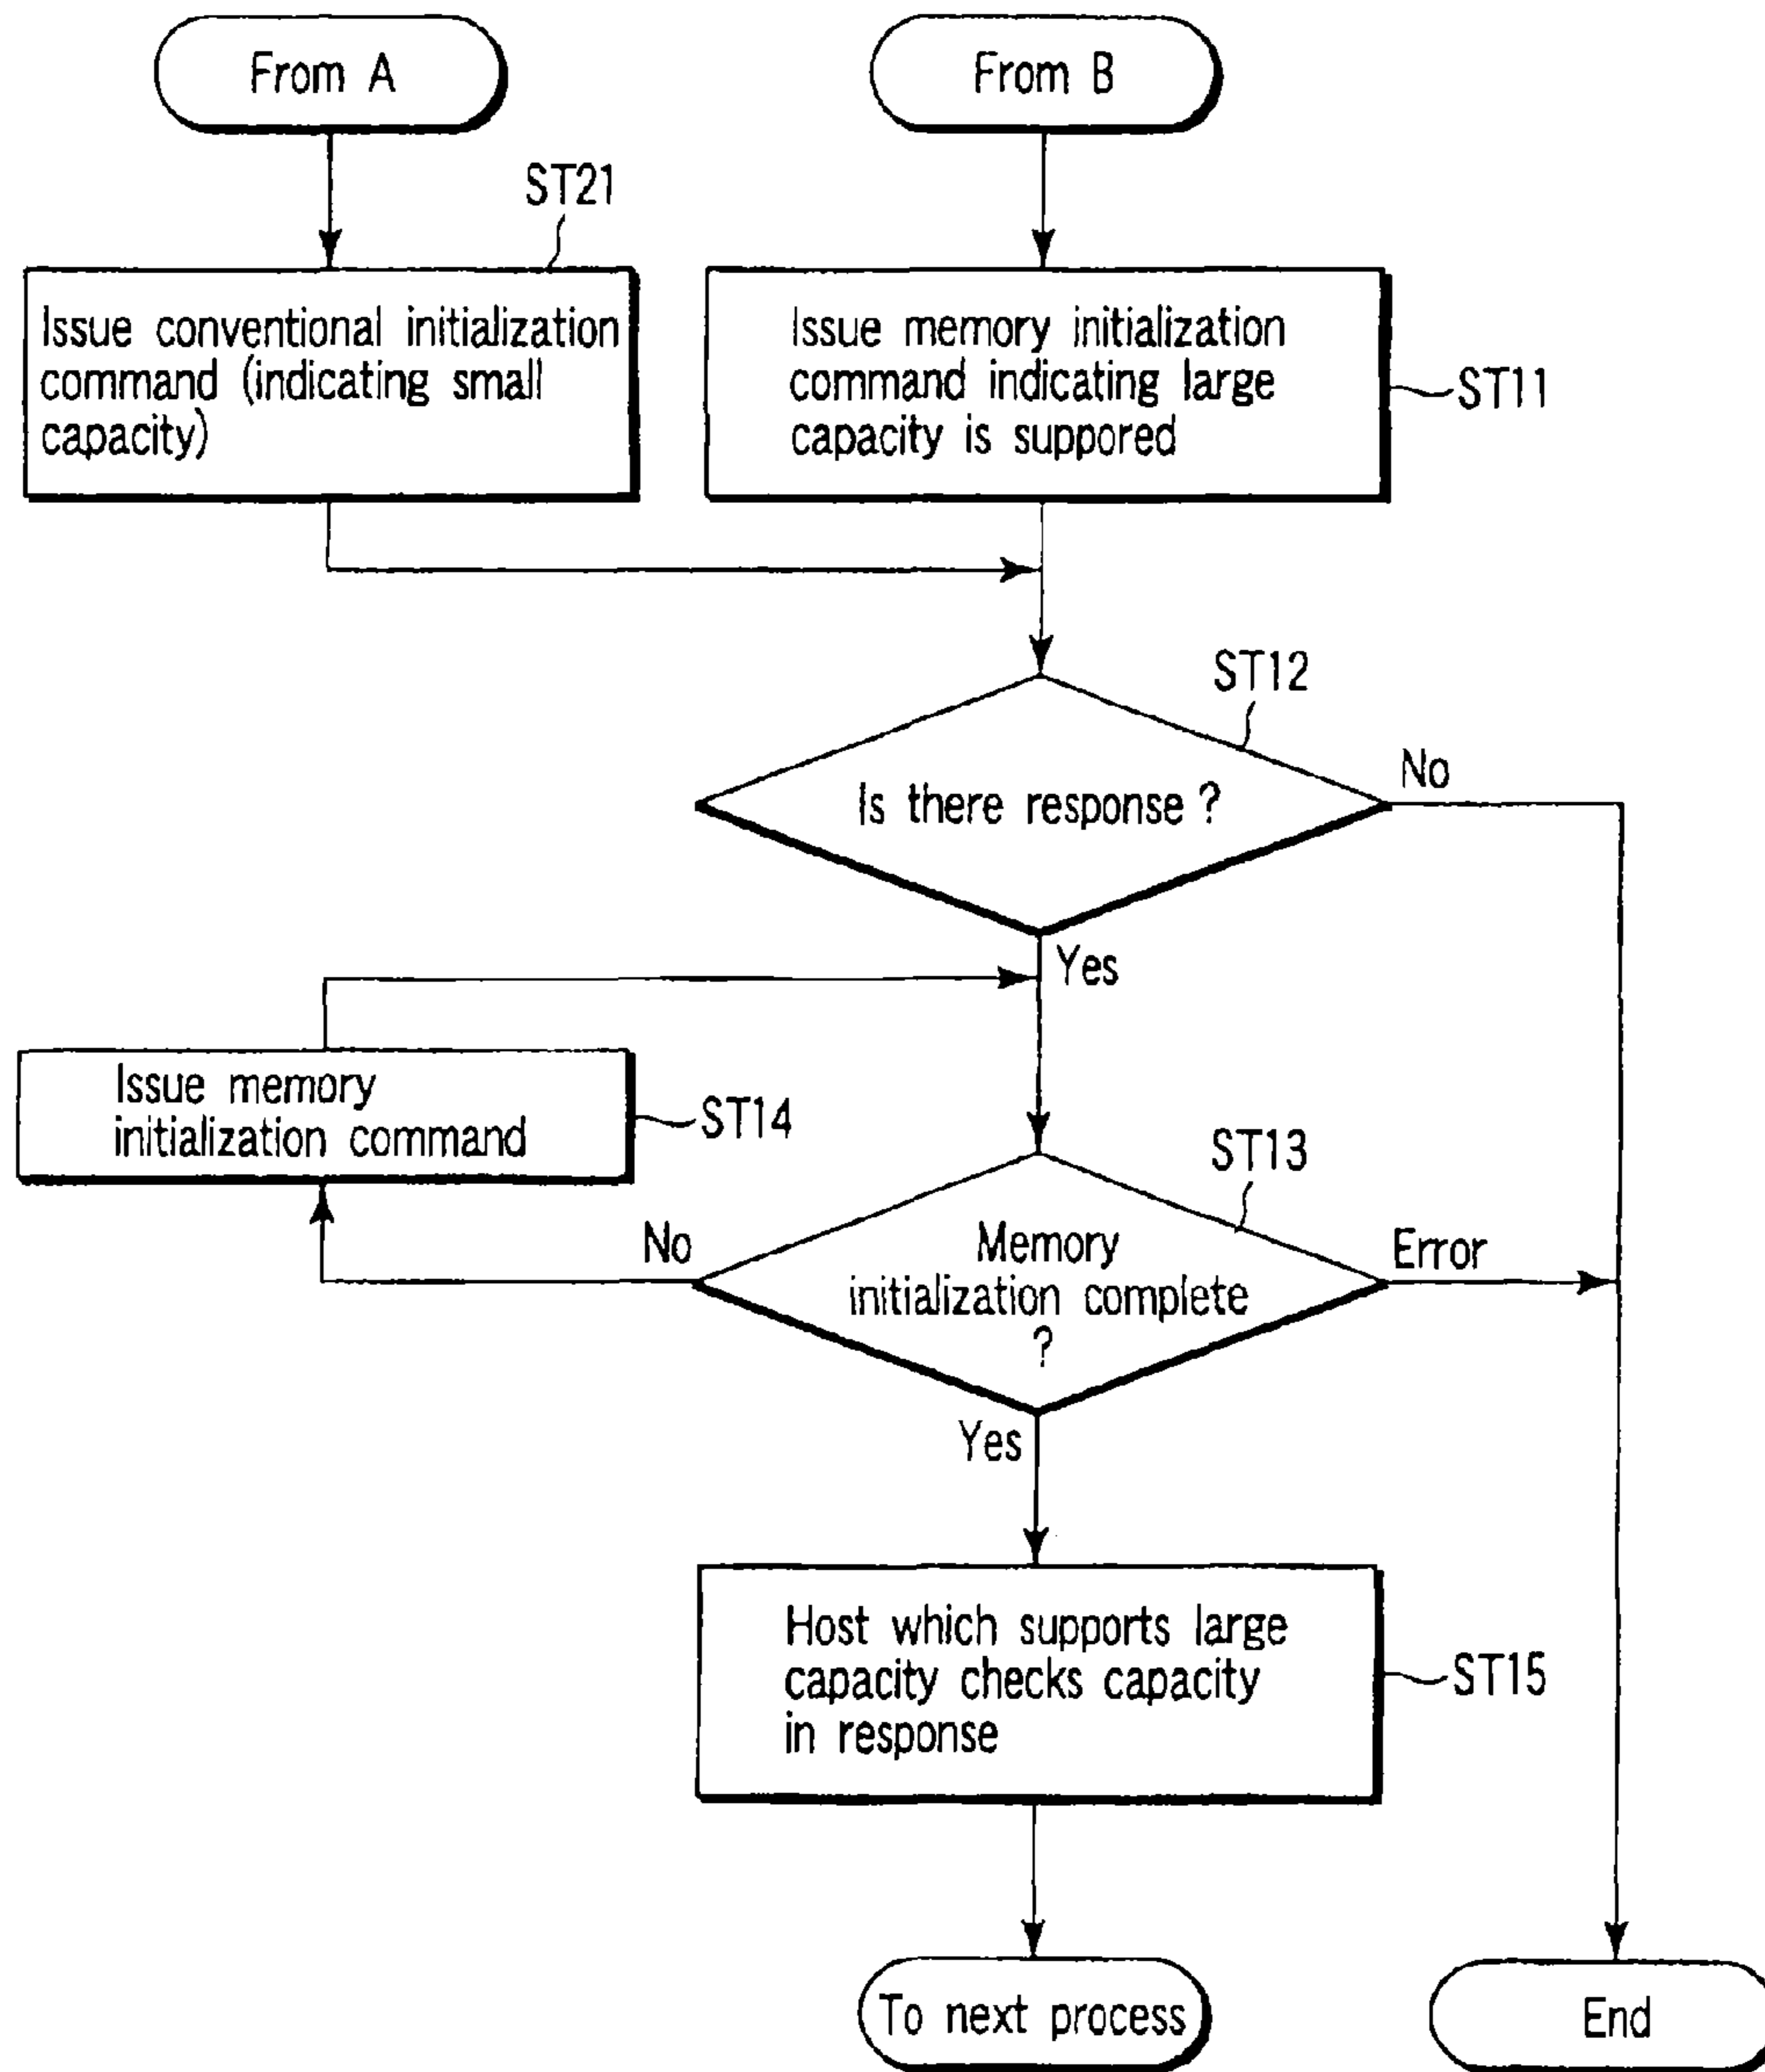 From A
From B
ST21
Issue conventional initialization
command (indicating small
capacity)
Issue memory initialization
command indicating large
capacity is suppored
ST11
ST12
Is there response ?
No
Yes
Issue memory
initialization command
ST14
ST13
No
Memory
initialization complete
?
Error
Yes
Host which supports large
capacity checks capacity
in response
ST15
To next process
End